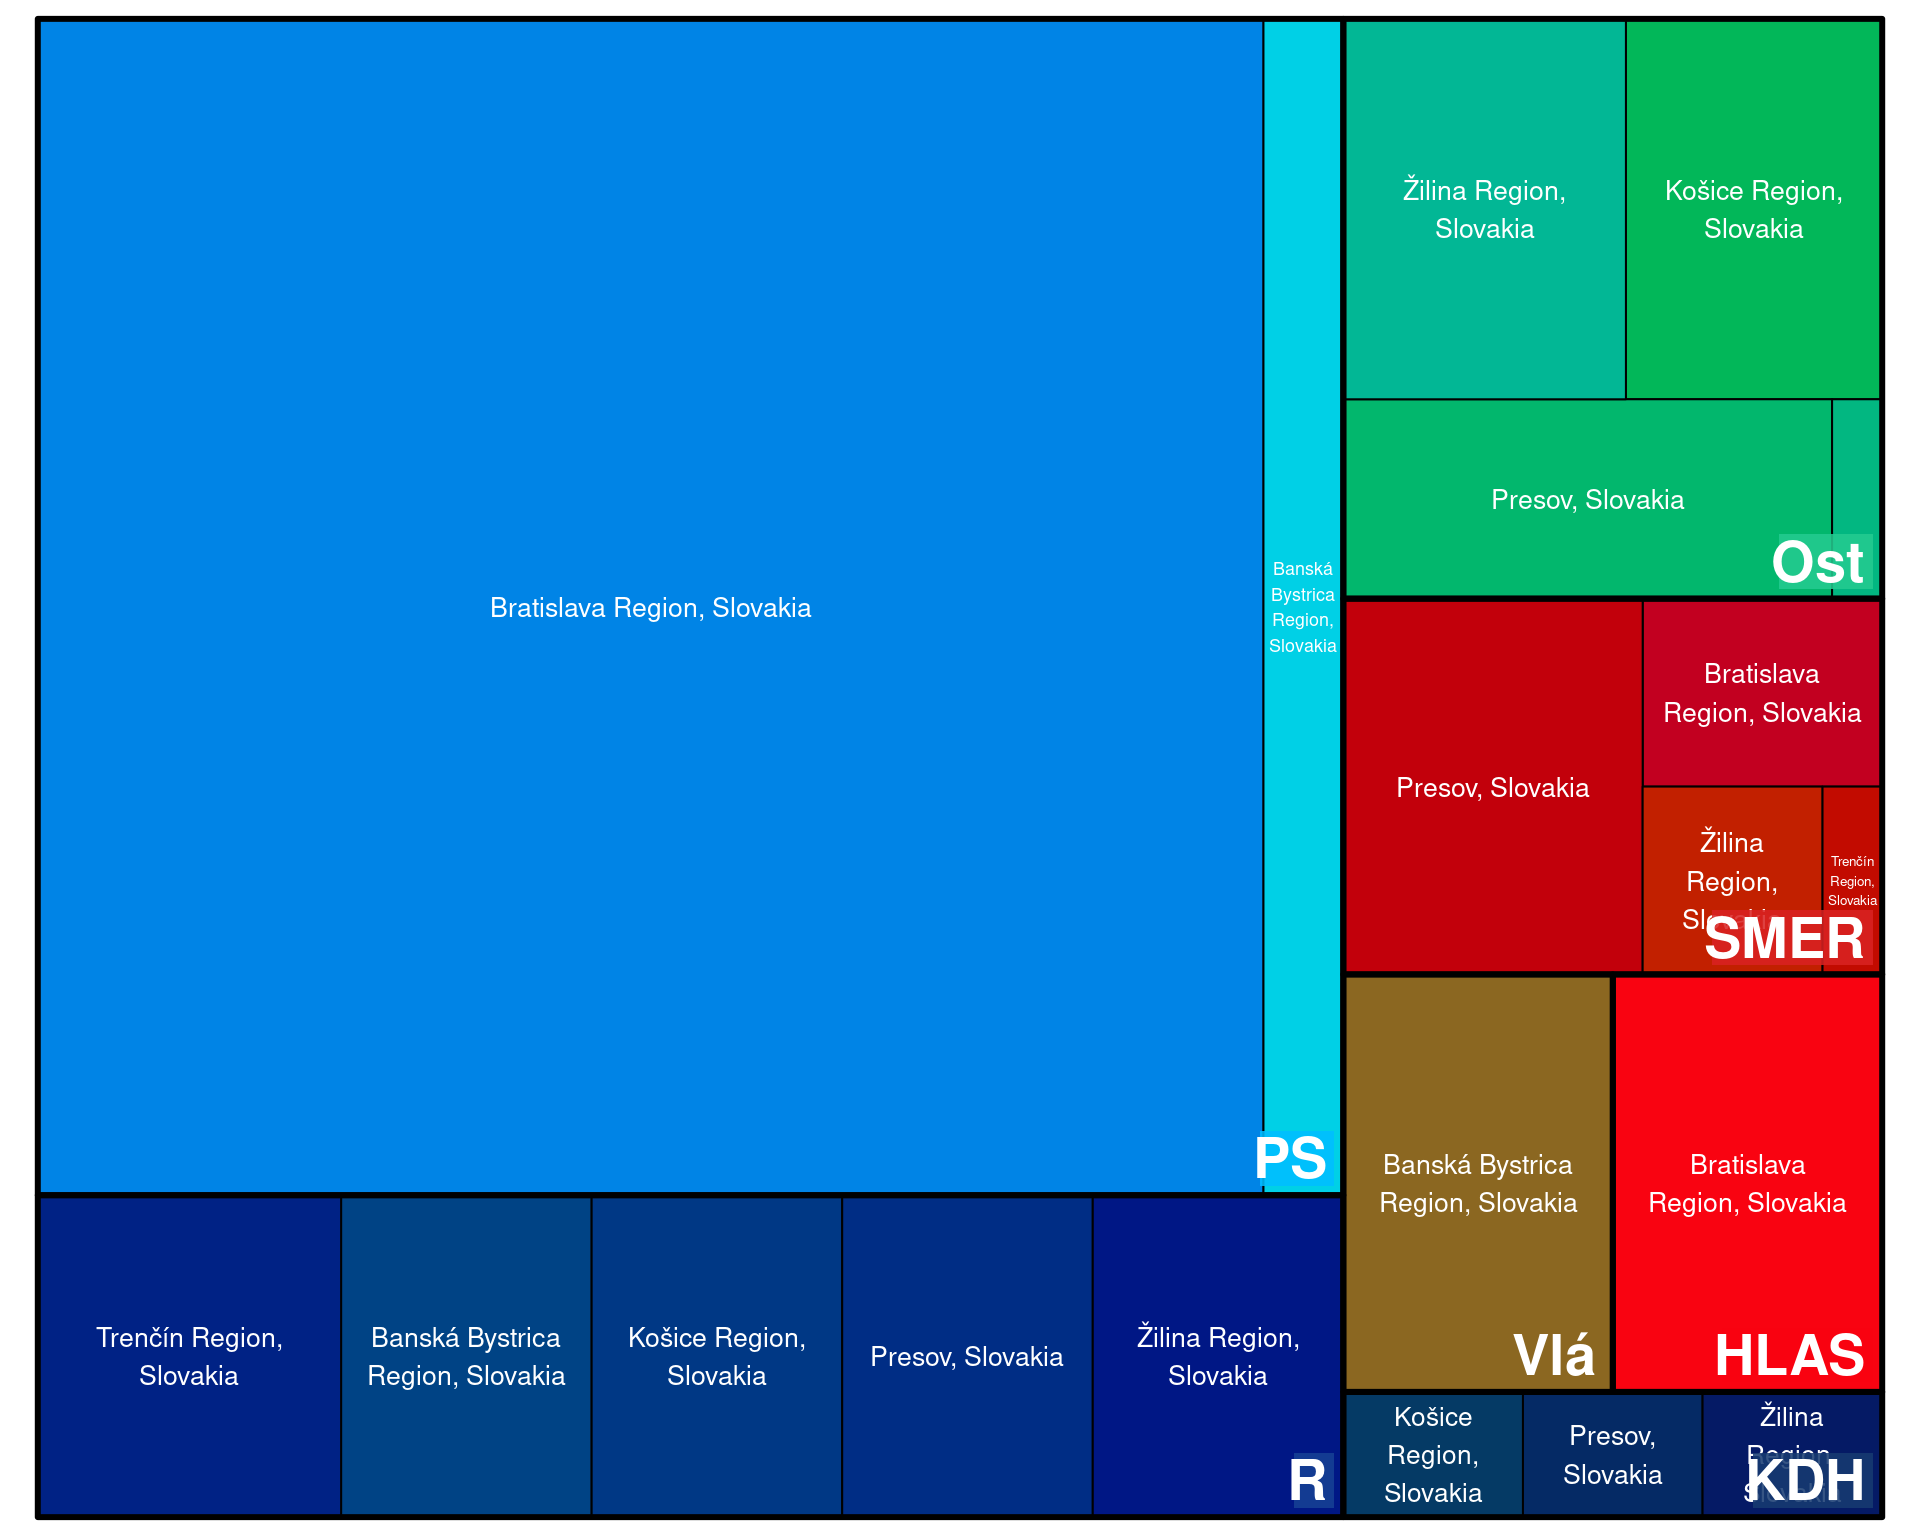 Bratislava Region, Slovakia
Banská
Bystrica
Region,
Slovakia
PS
Trenčín Region,
Slovakia
Banská Bystrica
Region, Slovakia
Košice Region,
Slovakia
Presov, Slovakia
Žilina Region,
Slovakia
R
Žilina Region,
Slovakia
Košice Region,
Slovakia
Presov, Slovakia
Ost
Presov, Slovakia
Bratislava
Region, Slovakia
Žilina
Region,
Slovakia
Trenčín
Region,
Slovakia
SMER
Banská Bystrica
Region, Slovakia
Vlá
Bratislava
Region, Slovakia
HLAS
Košice
Region,
Slovakia
Presov,
Slovakia
Žilina
Region,
Slovakia
KDH